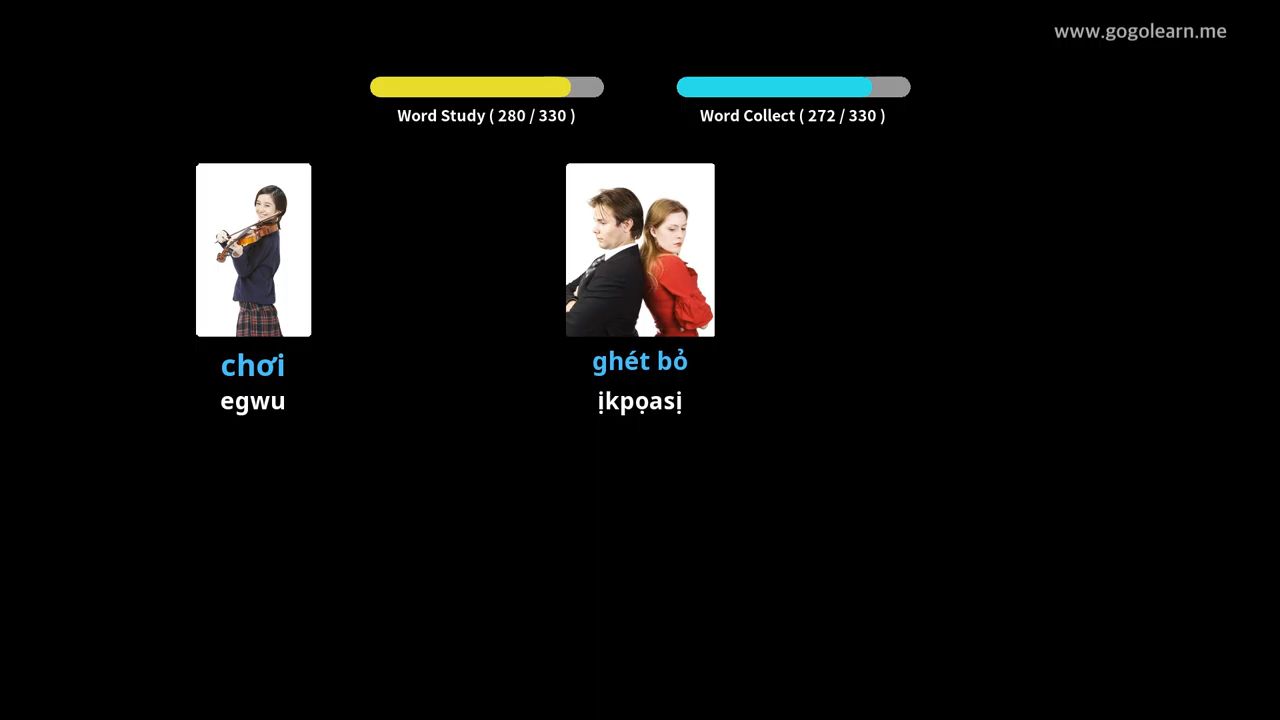 www.gogolearn.me
Word Study ( 280 / 330 )
Word Collect ( 272 / 330 )
chơi
egwu
ghét bỏ
ịkpọasị